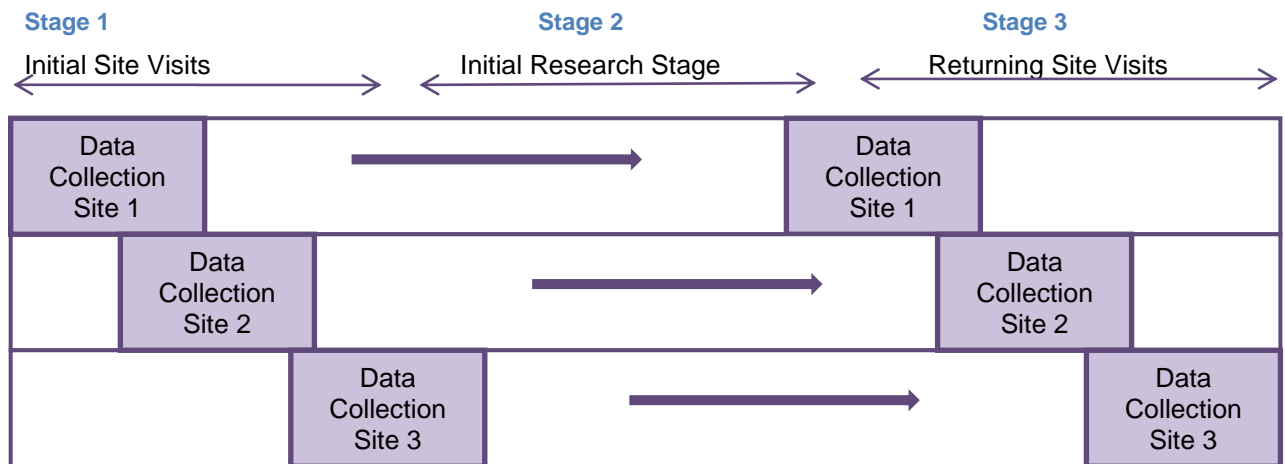 Stage 1
Stage 2
Stage 3
Initial Site Visits
Initial Research Stage
Returning Site Visits
Data
Collection
Site 1
Data
Collection
Site 1
Data
Collection
Site 2
Data
Collection
Site 2
Data
Collection
Site 3
Data
Collection
Site 3